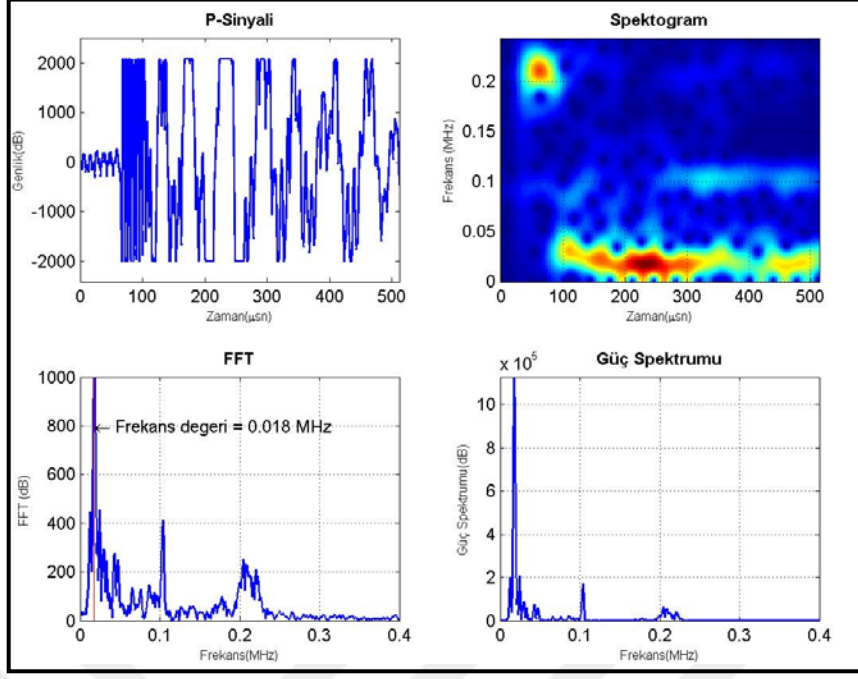 P-Sinyali
Genlik(dB)
2000
1000
0
-1000
-2000
0 100 200 300 400 500
Zaman(µsn)
Spektogram
Frekans (MHz)
0.2
0.15
0.1
0.05
0
0 100 200 300 400 500
Zaman(µsn)
FFT
FFT (dB)
1000
800
600
400
200
0
← Frekans degeri = 0.018 MHz
0 0.1 0.2 0.3 0.4
Frekans(MHz)
Güç Spektrumu
x 10⁵
Güç Spektrumu(dB)
10
8
6
4
2
0
0 0.1 0.2 0.3 0.4
Frekans(MHz)